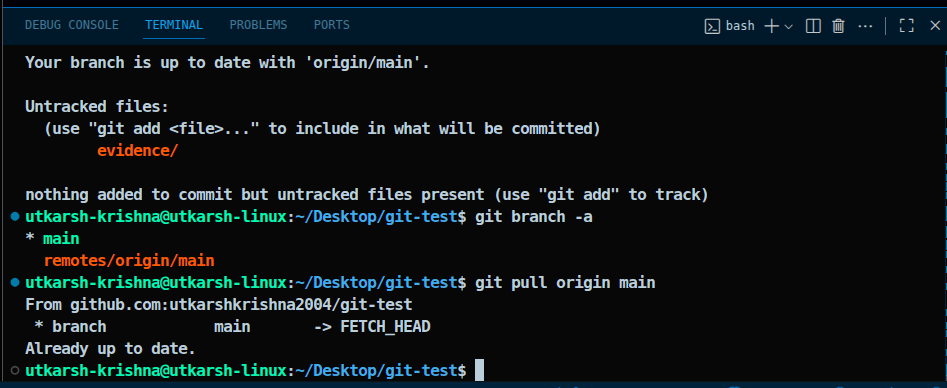 DEBUG CONSOLE TERMINAL PROBLEMS PORTS bash
Your branch is up to date with 'origin/main'.
Untracked files:
(use "git add <file>..." to include in what will be committed)
evidence/
nothing added to commit but untracked files present (use "git add" to track)
utkarsh-krishna@utkarsh-linux:~/Desktop/git-test$ git branch -a
* main
remotes/origin/main
utkarsh-krishna@utkarsh-linux:~/Desktop/git-test$ git pull origin main
From github.com:utkarshkrishna2004/git-test
* branch main -> FETCH_HEAD
Already up to date.
utkarsh-krishna@utkarsh-linux:~/Desktop/git-test$